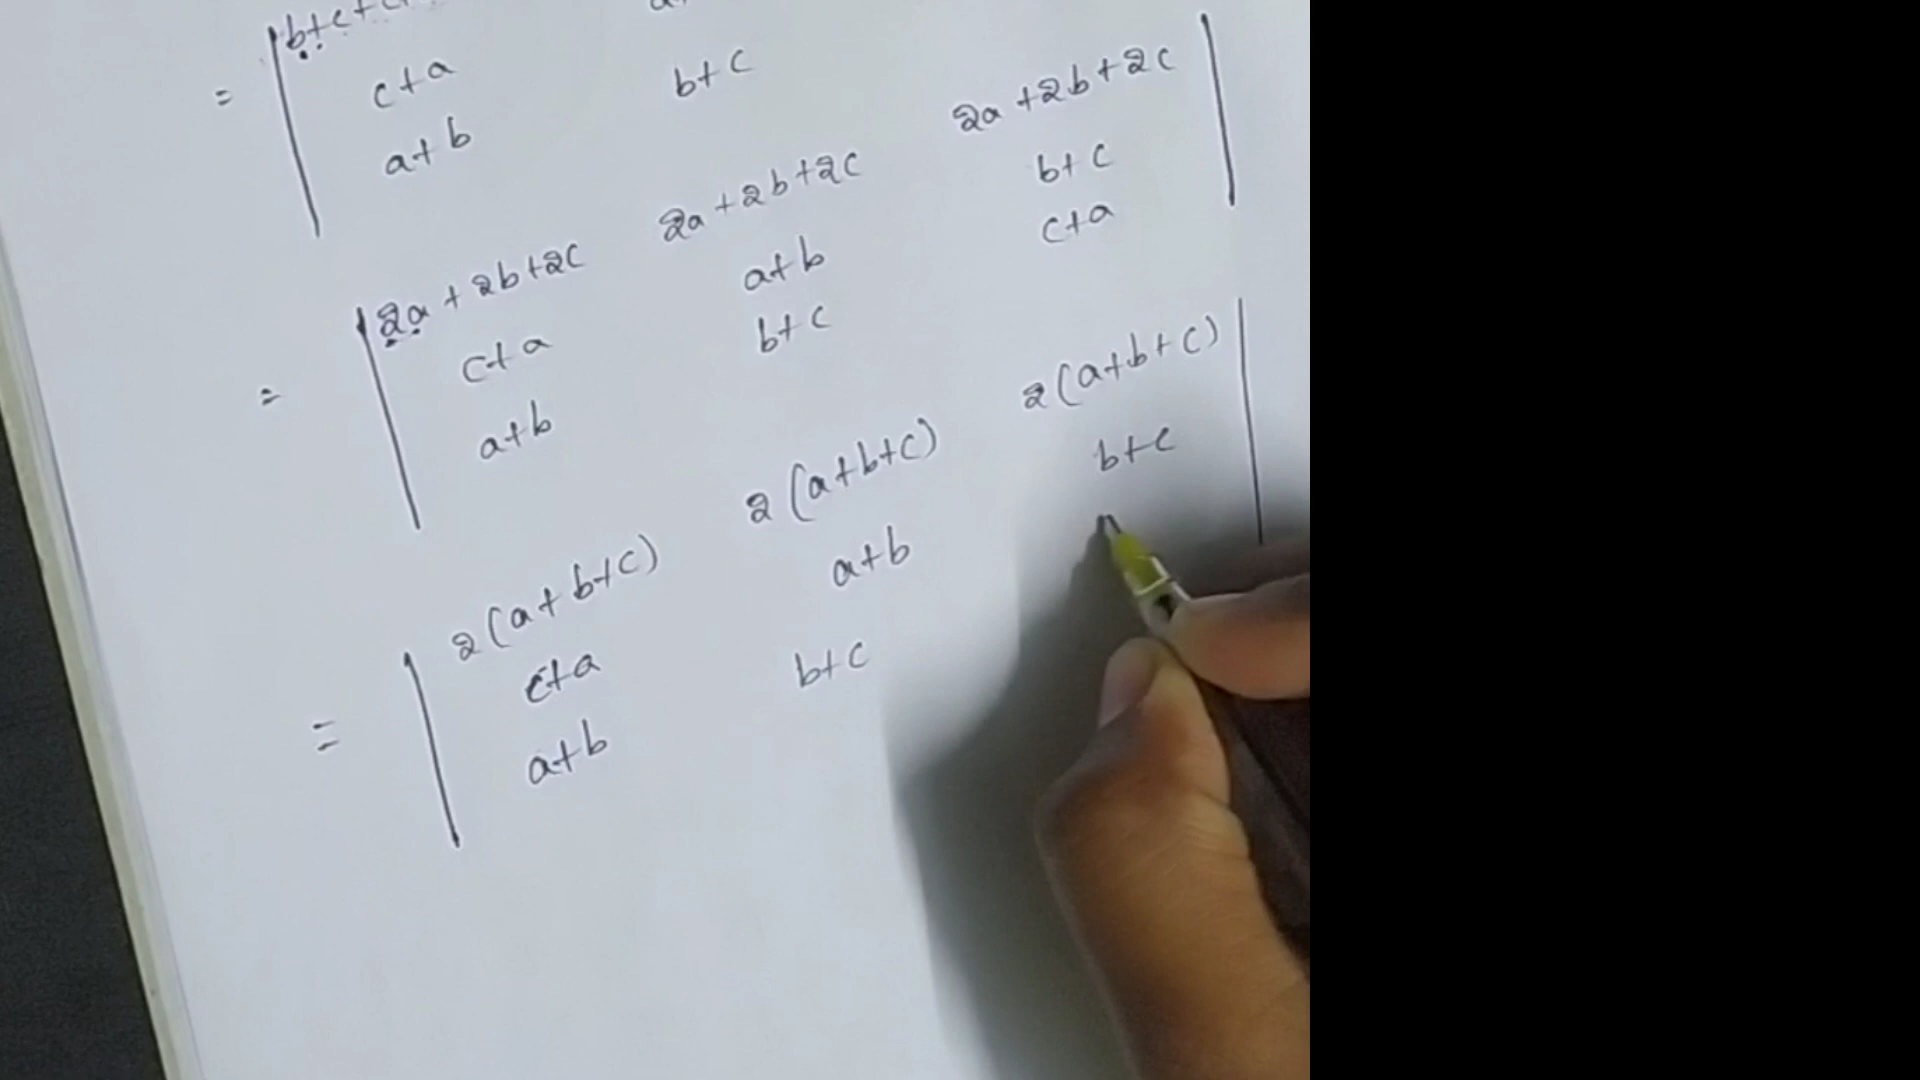 = | b+c+
c+a b+c
a+b
= | 2a + 2b + 2c 2a + 2b + 2c 2a + 2b + 2c |
c+a a+b b+c
a+b b+c c+a
= | 2(a+b+c) 2(a+b+c) 2(a+b+c) |
c+a a+b b+c
a+b b+c